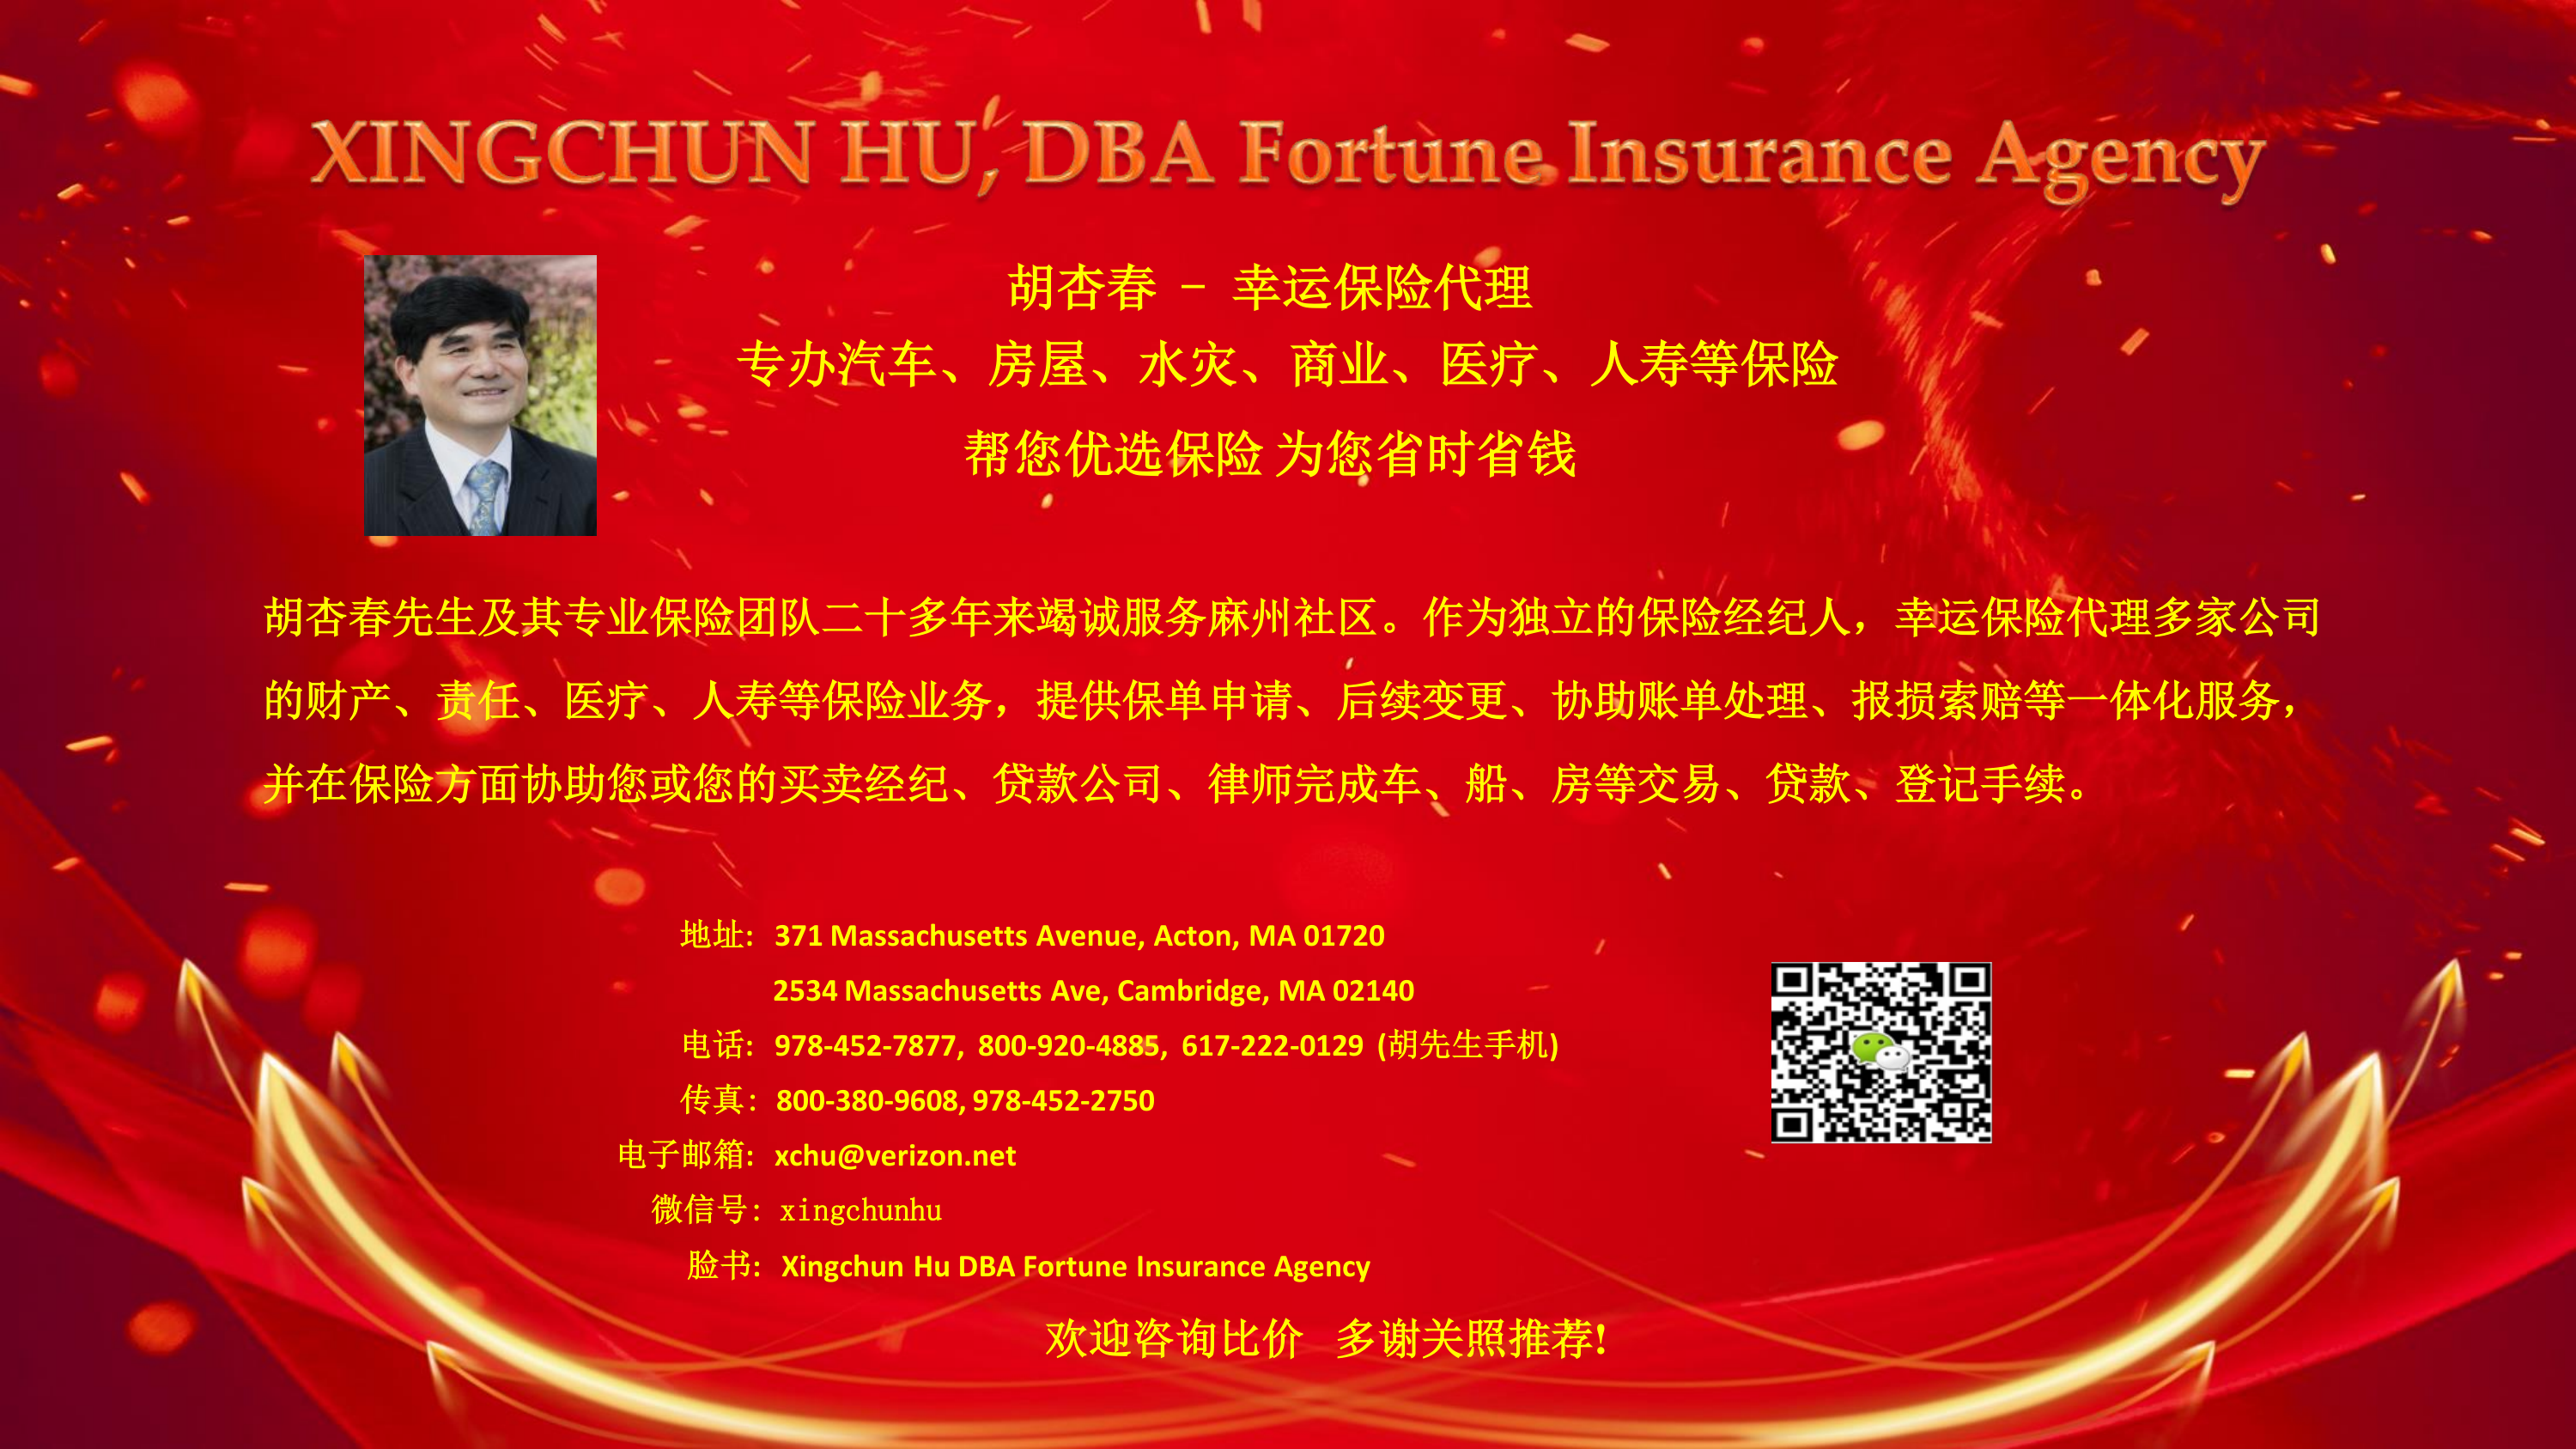 XINGCHUN HU, DBA Fortune Insurance Agency
胡杏春 - 幸运保险代理
专办汽车、房屋、水灾、商业、医疗、人寿等保险
帮您优选保险 为您省时省钱
胡杏春先生及其专业保险团队二十多年来竭诚服务麻州社区。作为独立的保险经纪人，幸运保险代理多家公司
的财产、责任、医疗、人寿等保险业务，提供保单申请、后续变更、协助账单处理、报损索赔等一体化服务，
并在保险方面协助您或您的买卖经纪、贷款公司、律师完成车、船、房等交易、贷款、登记手续。
地址: 371 Massachusetts Avenue, Acton, MA 01720
2534 Massachusetts Ave, Cambridge, MA 02140
电话: 978-452-7877, 800-920-4885, 617-222-0129 (胡先生手机)
传真: 800-380-9608, 978-452-2750
电子邮箱: xchu@verizon.net
微信号: xingchunhu
脸书: Xingchun Hu DBA Fortune Insurance Agency
欢迎咨询比价 多谢关照推荐!